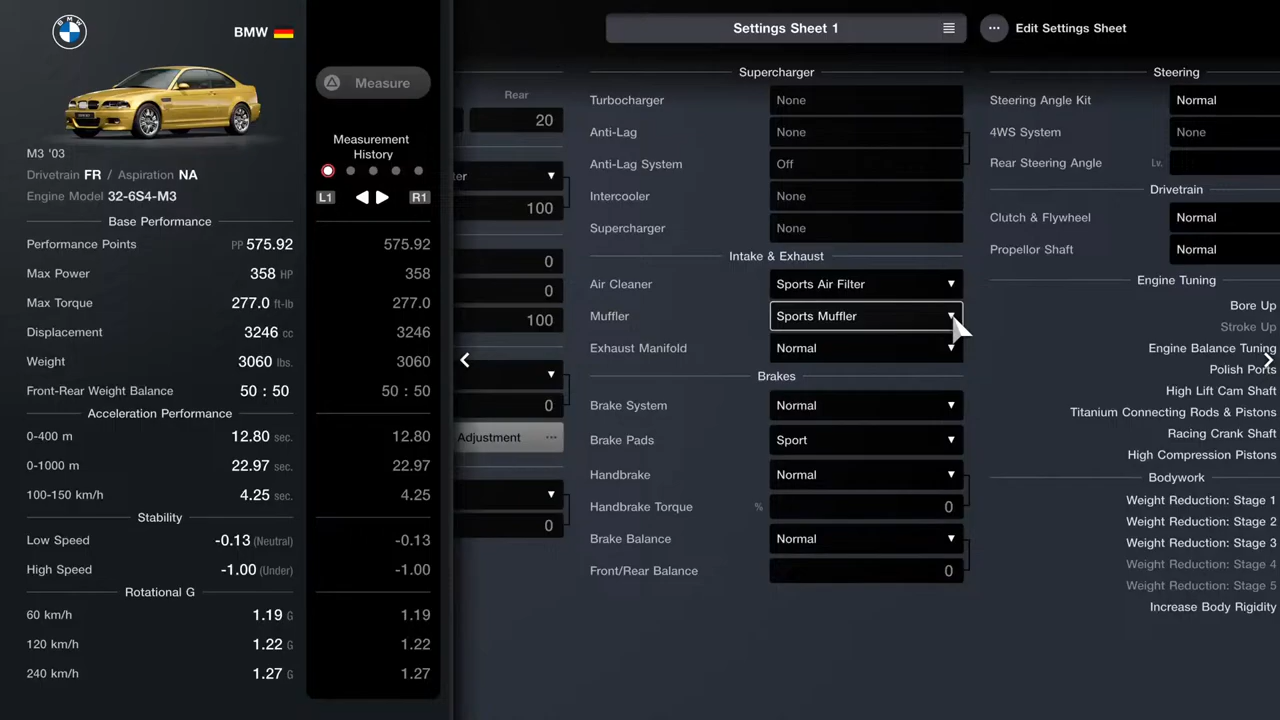 BMW
M3 '03
Drivetrain FR / Aspiration NA
Engine Model 32-6S4-M3
Base Performance
Performance Points PP 575.92
Max Power 358 HP
Max Torque 277.0 ft-lb
Displacement 3246 cc
Weight 3060 lbs.
Front-Rear Weight Balance 50 : 50
Acceleration Performance
0-400 m 12.80 sec.
0-1000 m 22.97 sec.
100-150 km/h 4.25 sec.
Stability
Low Speed -0.13 (Neutral)
High Speed -1.00 (Under)
Rotational G
60 km/h 1.19 G
120 km/h 1.22 G
240 km/h 1.27 G
Measure
Measurement
History
L1 R1
575.92
358
277.0
3246
3060
50 : 50
12.80
22.97
4.25
-0.13
-1.00
1.19
1.22
1.27
Settings Sheet 1
Edit Settings Sheet
Rear
20
100
0
0
100
0
Adjustment
0
Supercharger
Turbocharger None
Anti-Lag None
Anti-Lag System Off
Intercooler None
Supercharger None
Intake & Exhaust
Air Cleaner Sports Air Filter
Muffler Sports Muffler
Exhaust Manifold Normal
Brakes
Brake System Normal
Brake Pads Sport
Handbrake Normal
Handbrake Torque % 0
Brake Balance Normal
Front/Rear Balance 0
Steering
Steering Angle Kit Normal
4WS System None
Rear Steering Angle Lv.
Drivetrain
Clutch & Flywheel Normal
Propellor Shaft Normal
Engine Tuning
Bore Up
Stroke Up
Engine Balance Tuning
Polish Ports
High Lift Cam Shaft
Titanium Connecting Rods & Pistons
Racing Crank Shaft
High Compression Pistons
Bodywork
Weight Reduction: Stage 1
Weight Reduction: Stage 2
Weight Reduction: Stage 3
Weight Reduction: Stage 4
Weight Reduction: Stage 5
Increase Body Rigidity